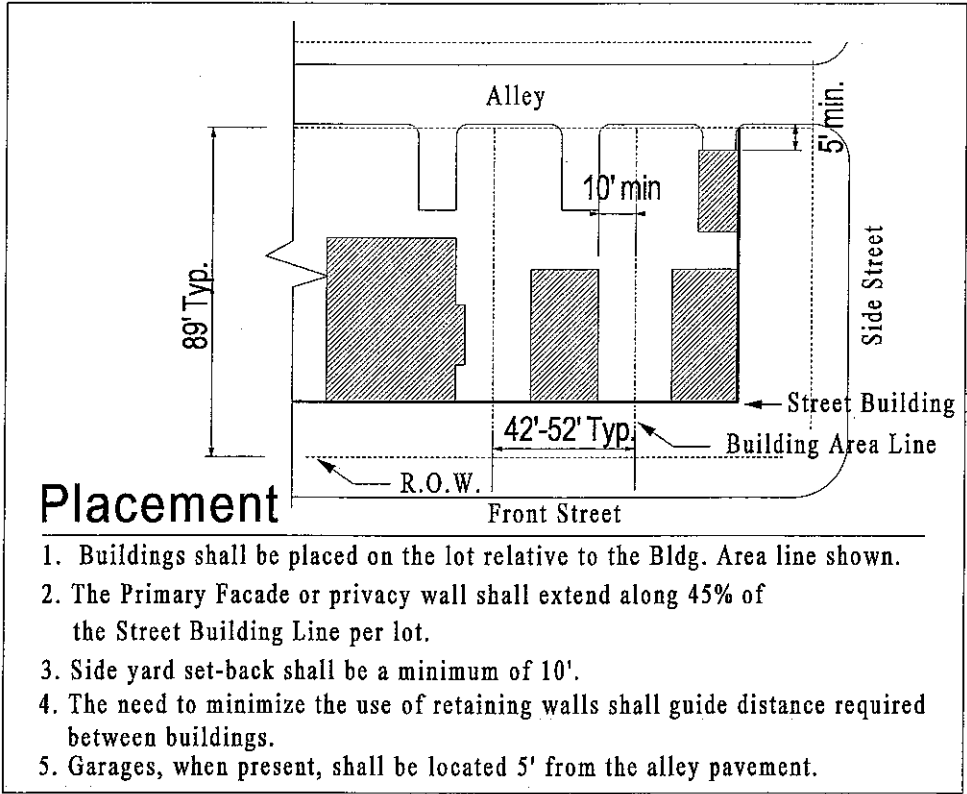 Alley
5' min.
10' min
89' Typ.
Side Street
Street Building
42'-52' Typ.
Building Area Line
R.O.W.
Front Street
Placement
1. Buildings shall be placed on the lot relative to the Bldg. Area line shown.
2. The Primary Facade or privacy wall shall extend along 45% of
the Street Building Line per lot.
3. Side yard set-back shall be a minimum of 10'.
4. The need to minimize the use of retaining walls shall guide distance required
between buildings.
5. Garages, when present, shall be located 5' from the alley pavement.